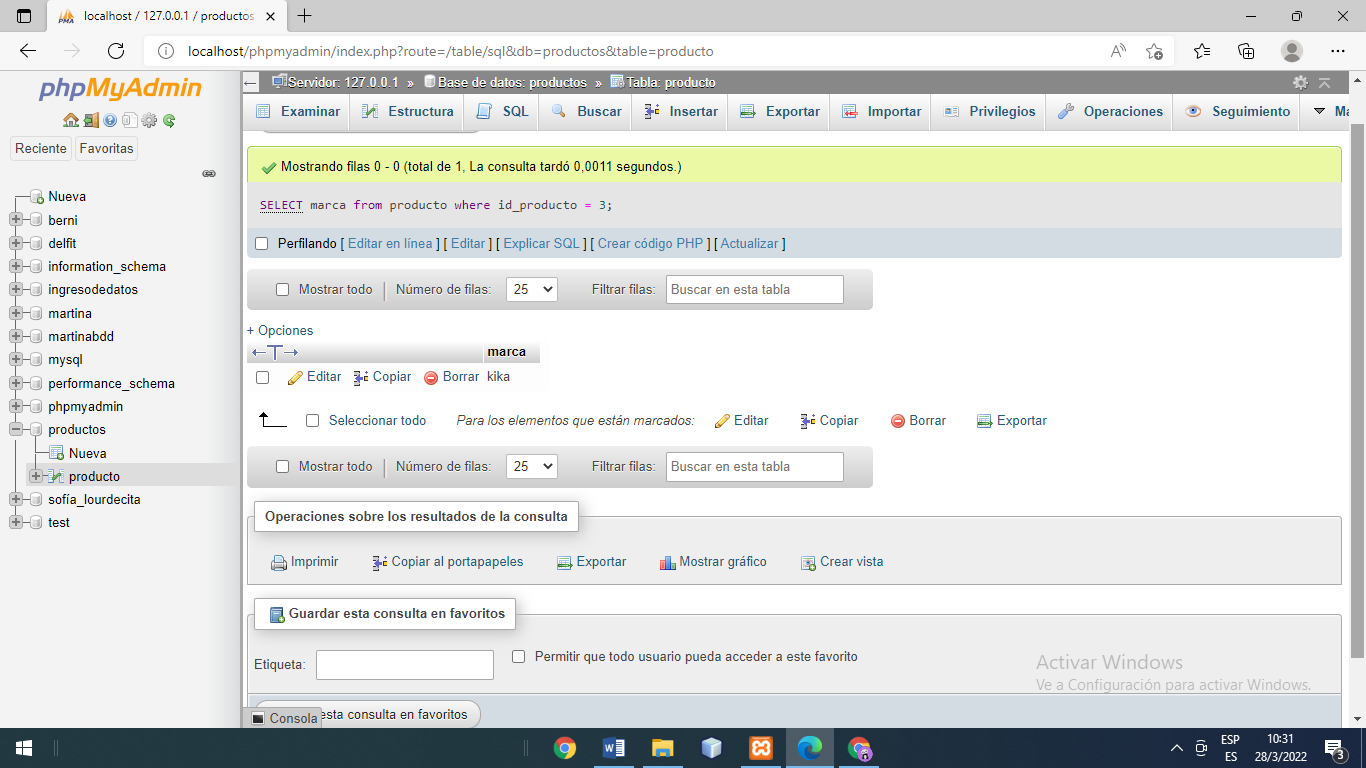 localhost / 127.0.0.1 / productos
localhost/phpmyadmin/index.php?route=/table/sql&db=productos&table=producto
phpMyAdmin
Reciente Favoritas
Nueva
berni
delfit
information_schema
ingresodedatos
martina
martinabdd
mysql
performance_schema
phpmyadmin
productos
Nueva
producto
sofía_lourdecita
test
Servidor: 127.0.0.1 » Base de datos: productos » Tabla: producto
Examinar Estructura SQL Buscar Insertar Exportar Importar Privilegios Operaciones Seguimiento Má
Mostrando filas 0 - 0 (total de 1, La consulta tardó 0,0011 segundos.)
SELECT marca from producto where id_producto = 3;
Perfilando [ Editar en línea ] [ Editar ] [ Explicar SQL ] [ Crear código PHP ] [ Actualizar ]
Mostrar todo | Número de filas: 25 Filtrar filas: Buscar en esta tabla
+ Opciones
←T→ marca
Editar Copiar Borrar kika
Seleccionar todo Para los elementos que están marcados: Editar Copiar Borrar Exportar
Mostrar todo | Número de filas: 25 Filtrar filas: Buscar en esta tabla
Operaciones sobre los resultados de la consulta
Imprimir Copiar al portapapeles Exportar Mostrar gráfico Crear vista
Guardar esta consulta en favoritos
Etiqueta: Permitir que todo usuario pueda acceder a este favorito
Activar Windows
Ve a Configuración para activar Windows.
Consola esta consulta en favoritos
ESP
ES
10:31
28/3/2022
3